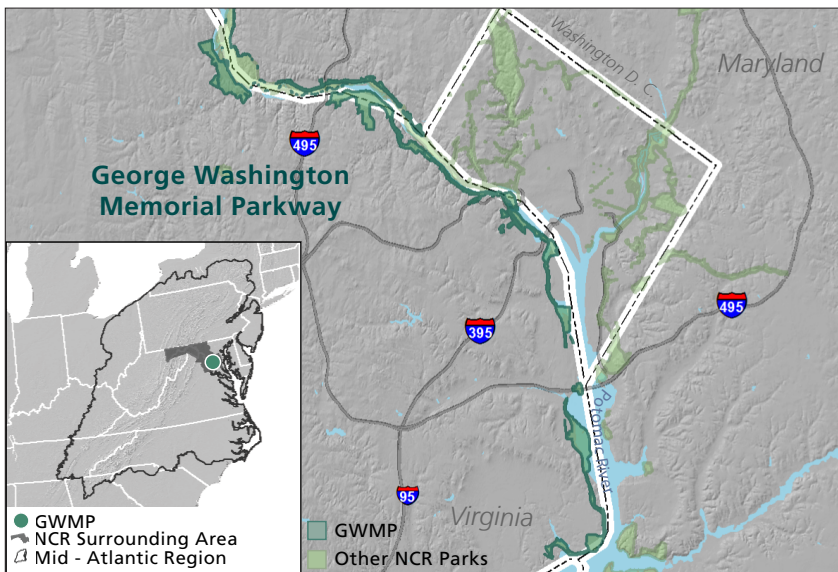 Washington D. C.
Maryland
495
George Washington
Memorial Parkway
395
495
Potomac River
95
Virginia
GWMP
NCR Surrounding Area
Mid - Atlantic Region
GWMP
Other NCR Parks